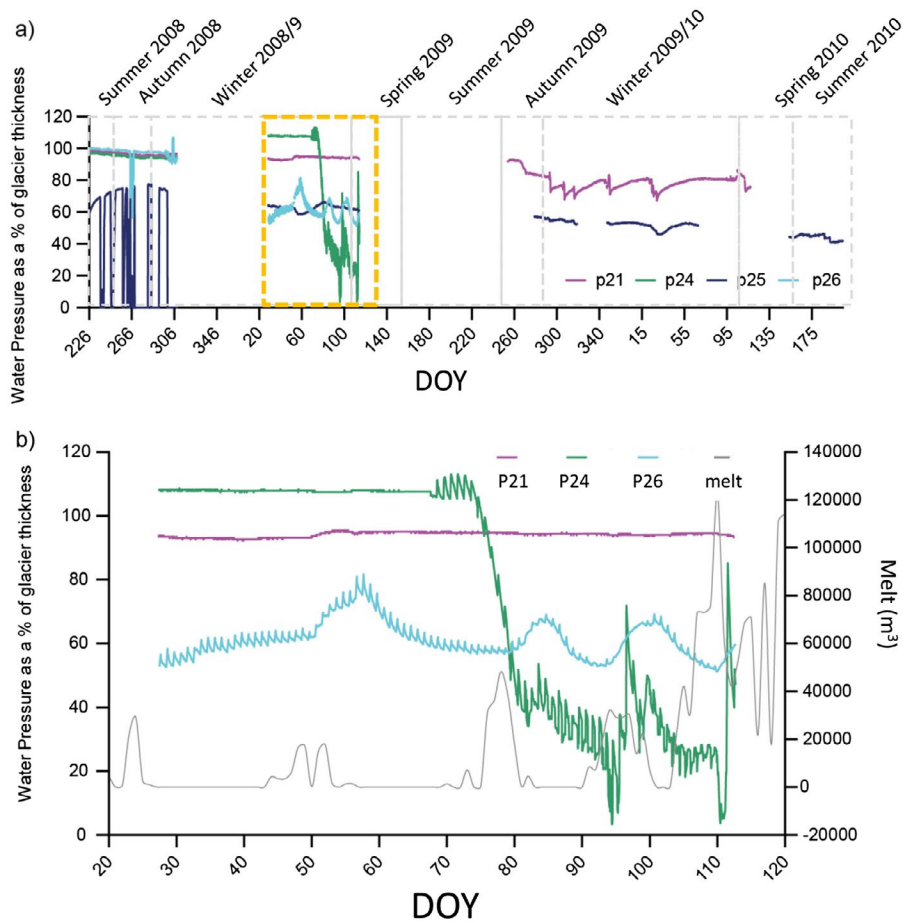 a)
Summer 2008
Autumn 2008
Winter 2008/9
Spring 2009
Summer 2009
Autumn 2009
Winter 2009/10
Spring 2010
Summer 2010
Water Pressure as a % of glacier thickness
120
100
80
60
40
20
0
p21 p24 p25 p26
226 260 306 346 20 60 100 140 180 220 260 300 340 15 55 95 135 175
DOY
b)
Water Pressure as a % of glacier thickness
120
100
80
60
40
20
0
P21 P24 P26 melt
140000
120000
100000
80000
60000
40000
20000
0
-20000
Melt (m³)
20 30 40 50 60 70 80 90 100 110 120
DOY